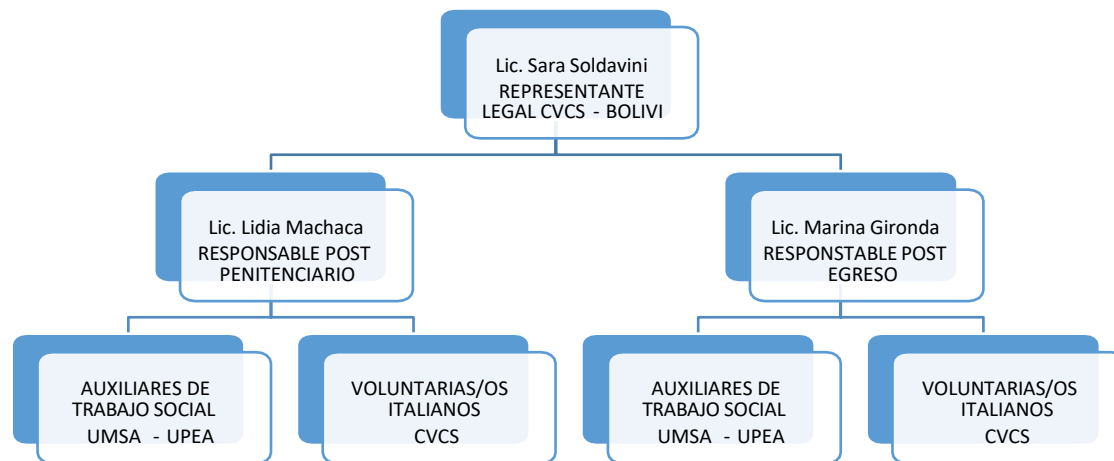 Lic. Sara Soldavini
REPRESENTANTE
LEGAL CVCS - BOLIVI
Lic. Lidia Machaca
RESPONSABLE POST
PENITENCIARIO
Lic. Marina Gironda
RESPONSTABLE POST
EGRESO
AUXILIARES DE
TRABAJO SOCIAL
UMSA - UPEA
VOLUNTARIAS/OS
ITALIANOS
CVCS
AUXILIARES DE
TRABAJO SOCIAL
UMSA - UPEA
VOLUNTARIAS/OS
ITALIANOS
CVCS